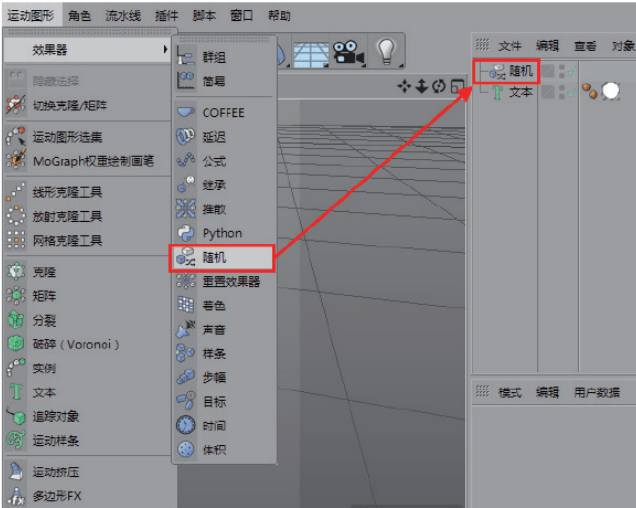 运动图形 角色 流水线 插件 脚本 窗口 帮助
效果器
隐藏选择
切换克隆/矩阵
运动图形选集
MoGraph权重绘制画笔
线形克隆工具
放射克隆工具
网格克隆工具
克隆
矩阵
分裂
破碎 ( Voronoi )
实例
文本
追踪对象
运动样条
运动挤压
多边形FX
群组
简易
COFFEE
延迟
公式
继承
推散
Python
随机
重置效果器
着色
声音
样条
步幅
目标
时间
体积
文件 编辑 查看 对象
随机
文本
模式 编辑 用户数据